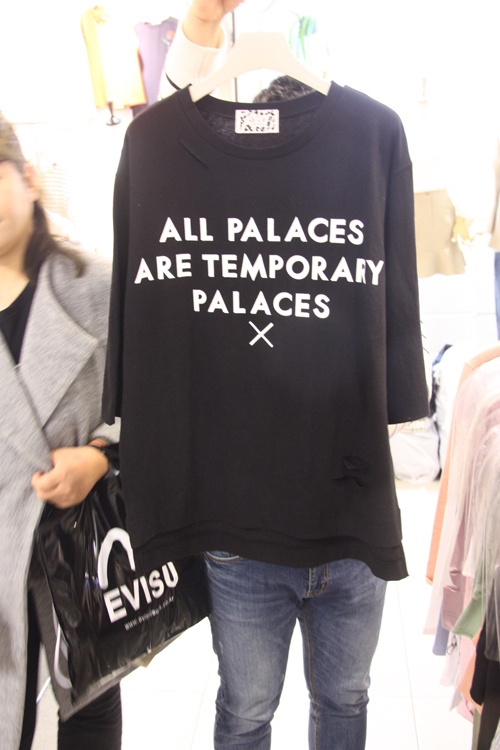 ALL PALACES
ARE TEMPORARY
PALACES
X
EVISU